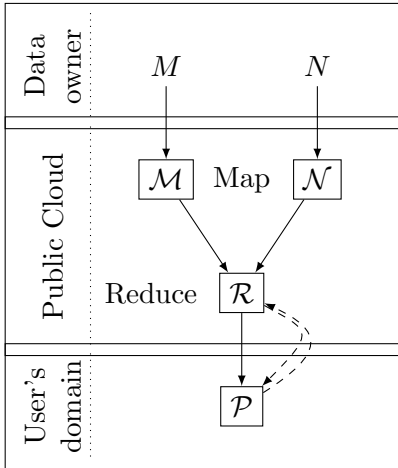 Data
owner
M N
Public Cloud
ℳ Map 𝒩
Reduce ℛ
User's
domain
𝒫